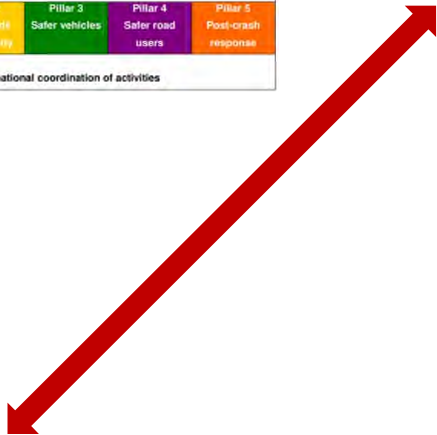 Pillar 3
Safer vehicles
Pillar 4
Safer road
users
Pillar 5
Post-crash
response
ational coordination of activities